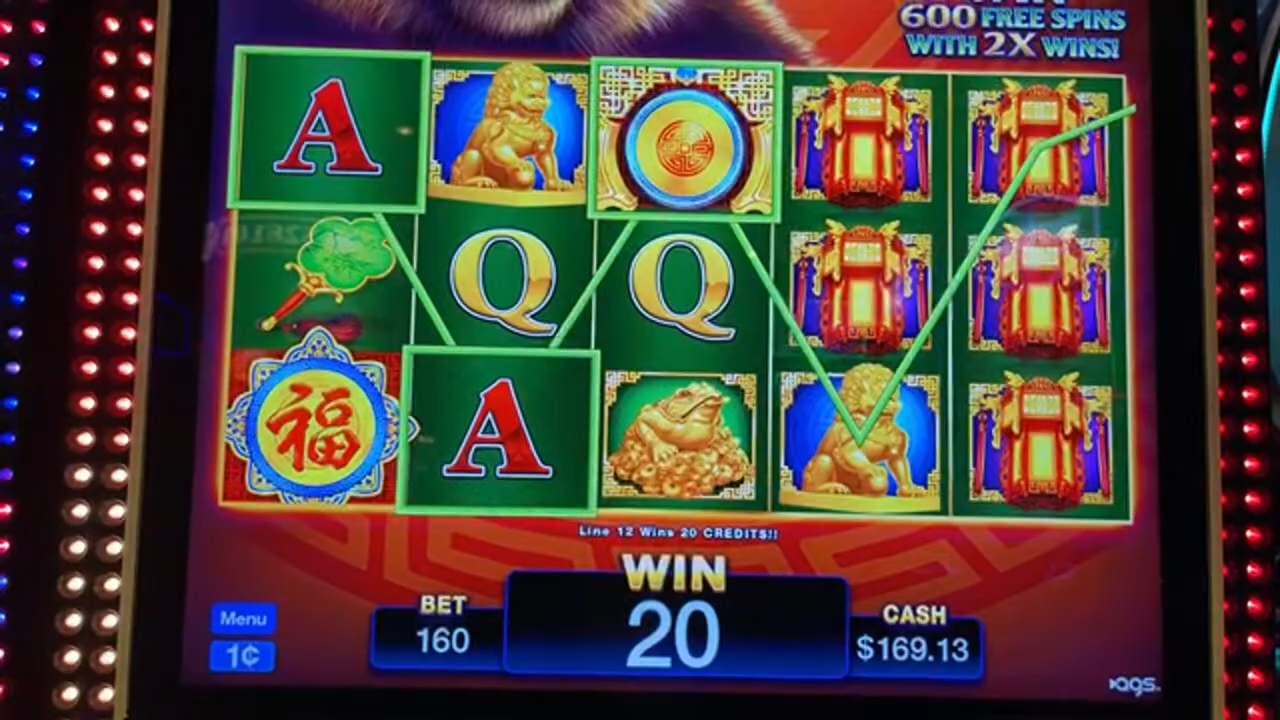 600 FREE SPINS
WITH 2X WINS!
A
Q
Q
福
A
Line 12 Wins 20 CREDITS!!
WIN
20
BET
160
CASH
$169.13
Menu
1¢
ags